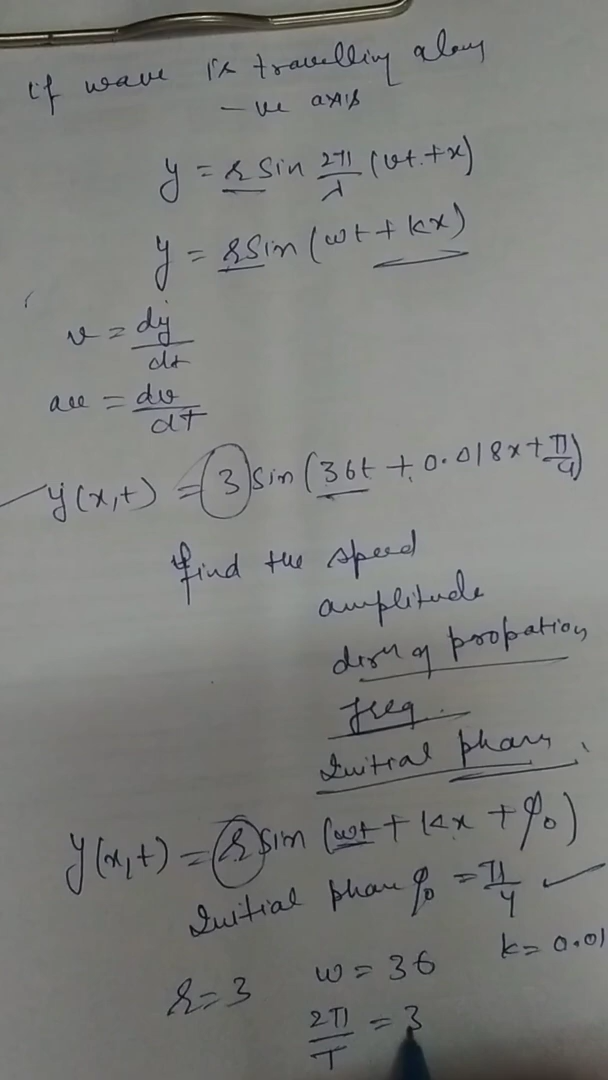 if wave is travelling along
-ve axis
y = r sin 2π/λ (vt + x)
y = r sin (ωt + kx)
v = dy/dt
acc = dv/dt
y(x,t) = 3 sin (36t + 0.018x + π/4)
find the speed
amplitude
dirn of propation
freq.
Initial phase
y(x,t) = r sin (ωt + kx + φ₀)
Initial phase φ₀ = π/4
r = 3 ω = 36 k = 0.01
2π/T = 3